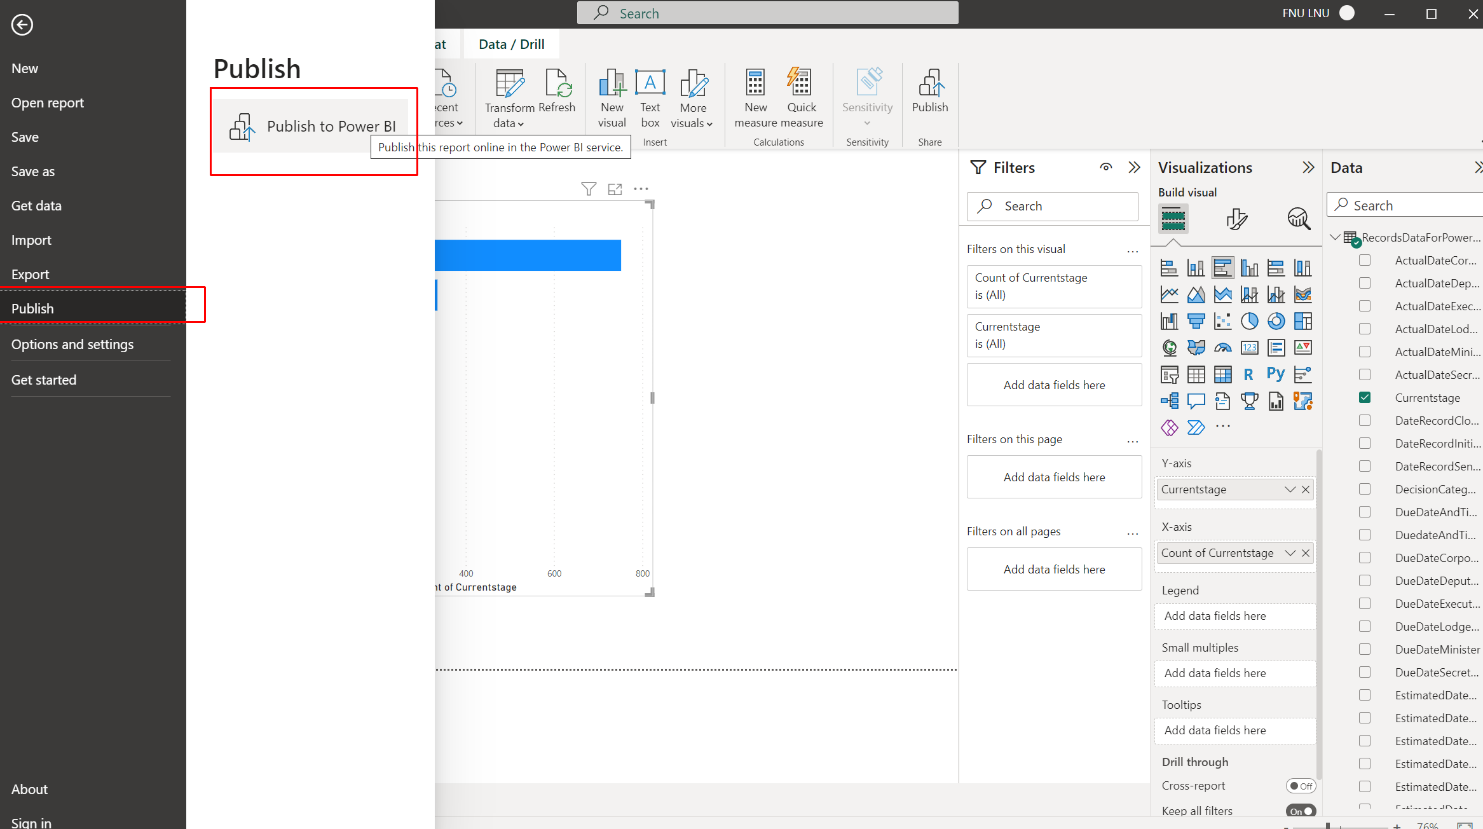 Search
FNU LNU
New
Open report
Save
Save as
Get data
Import
Export
Publish
Options and settings
Get started
About
Sign in
Publish
Publish to Power BI
Publish this report online in the Power BI service.
at
Data / Drill
ecent
rces
Transform
data
Refresh
New
visual
Text
box
More
visuals
Insert
New
measure
Quick
measure
Calculations
Sensitivity
Sensitivity
Publish
Share
400
600
800
nt of Currentstage
Filters
Search
Filters on this visual
Count of Currentstage
is (All)
Currentstage
is (All)
Add data fields here
Filters on this page
Add data fields here
Filters on all pages
Add data fields here
Visualizations
Build visual
123
R
Py
Y-axis
Currentstage
X-axis
Count of Currentstage
Legend
Add data fields here
Small multiples
Add data fields here
Tooltips
Add data fields here
Drill through
Cross-report
Off
Keep all filters
On
Data
Search
RecordsDataForPower...
ActualDateCor...
ActualDateDep...
ActualDateExec...
ActualDateLod...
ActualDateMini...
ActualDateSecr...
Currentstage
DateRecordClo...
DateRecordIniti...
DateRecordSen...
DecisionCateg...
DueDateAndTi...
DuedateAndTi...
DueDateCorpo...
DueDateDeput...
DueDateExecut...
DueDateLodge...
DueDateMinister
DueDateSecret...
EstimatedDate...
EstimatedDate...
EstimatedDate...
EstimatedDate...
EstimatedDate...
EstimatedDate...
76%